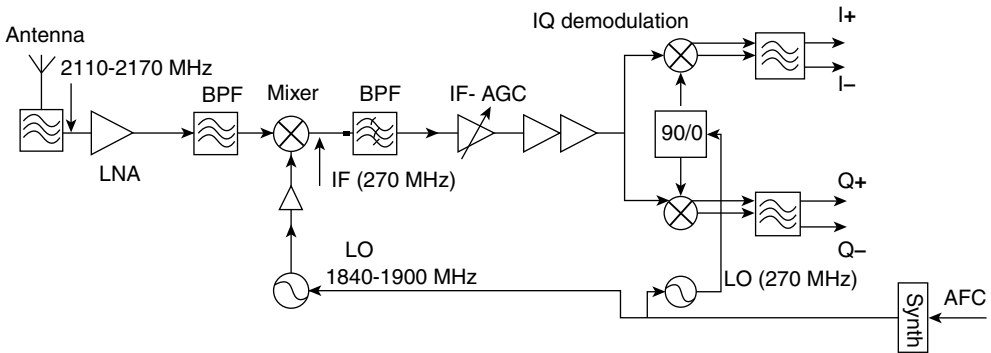 IQ demodulation
I+
I–
Antenna
2110-2170 MHz
BPF
Mixer
BPF
IF- AGC
90/0
LNA
IF (270 MHz)
Q+
Q–
LO
1840-1900 MHz
LO (270 MHz)
Synth
AFC